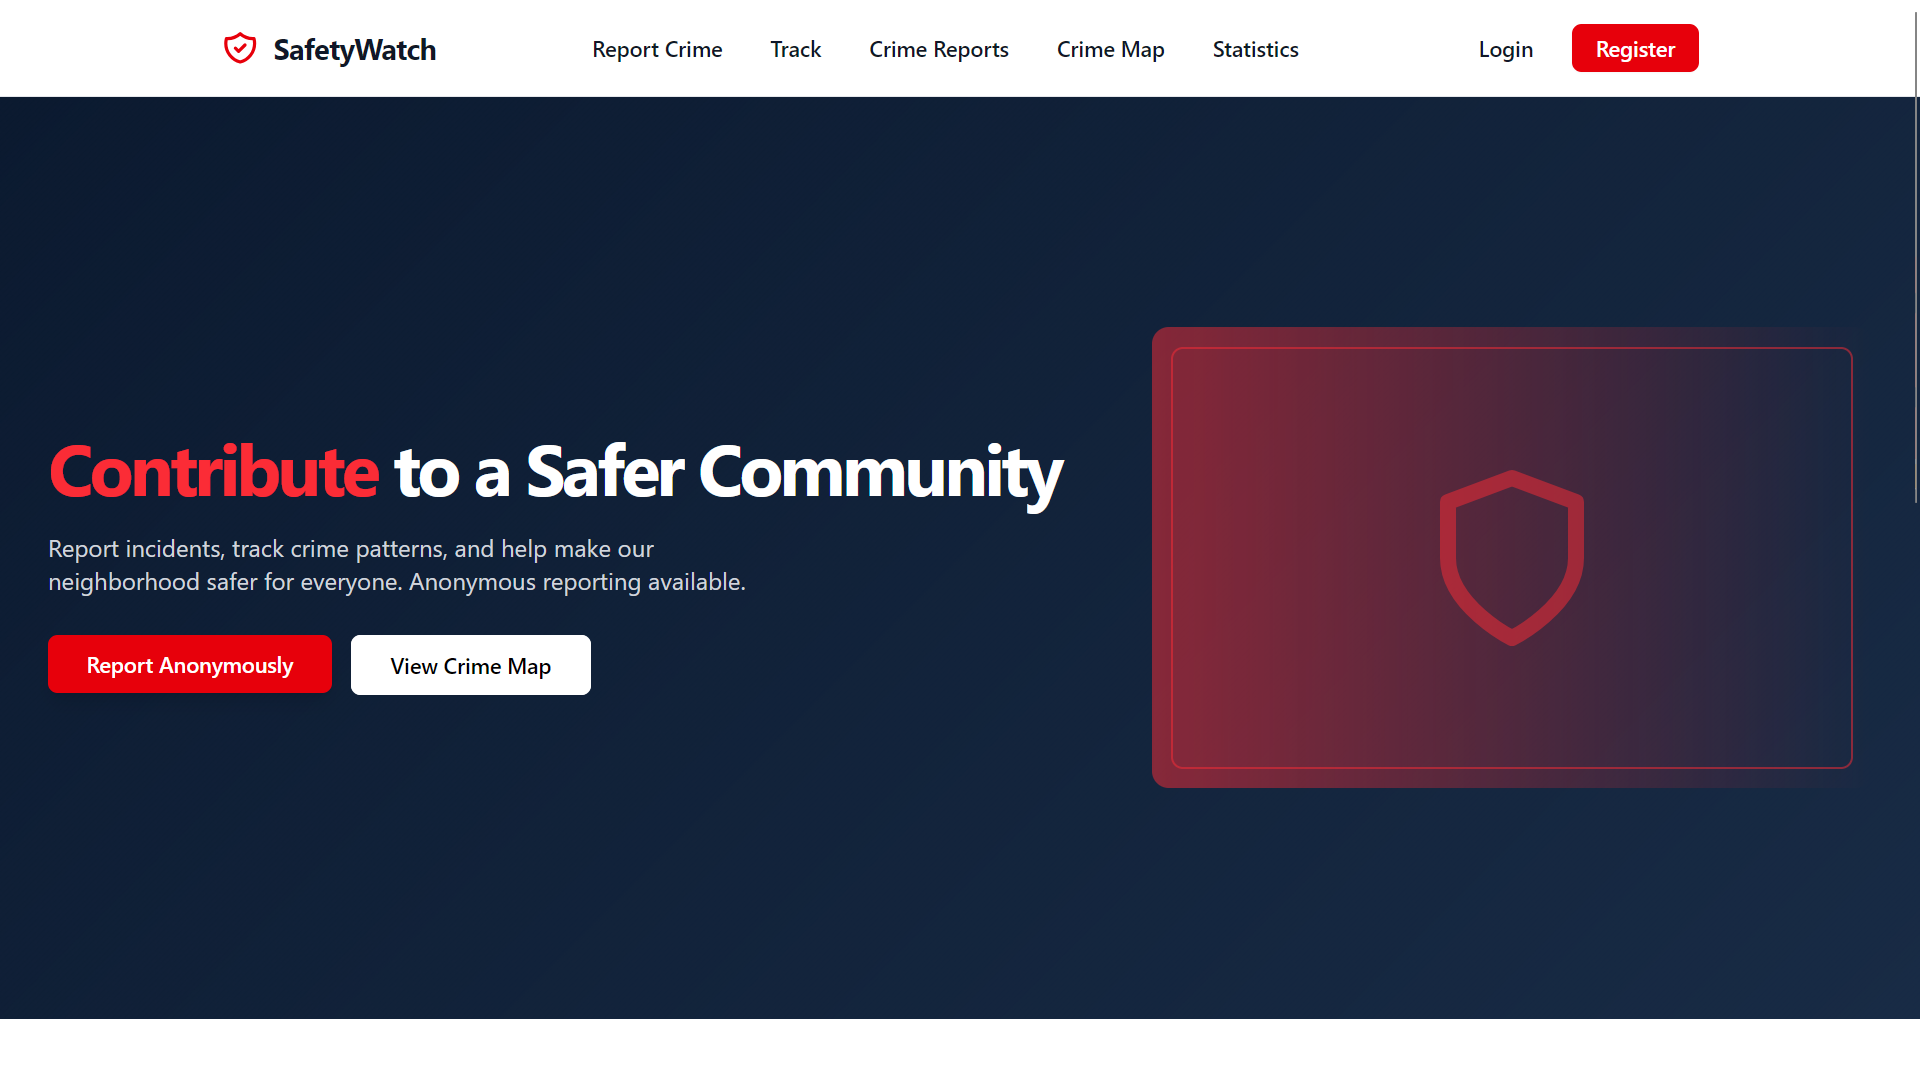 SafetyWatch
Report Crime
Track
Crime Reports
Crime Map
Statistics
Login
Register
Contribute to a Safer Community
Report incidents, track crime patterns, and help make our
neighborhood safer for everyone. Anonymous reporting available.
Report Anonymously
View Crime Map